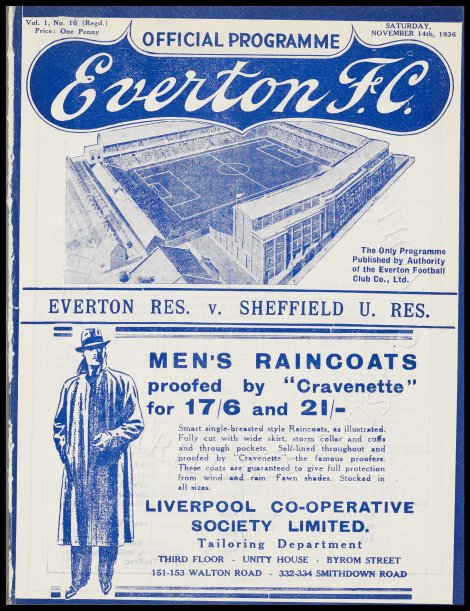 Vol. 1, No. 16 (Regd.)
Price: One Penny
SATURDAY,
NOVEMBER 14th, 1936
OFFICIAL PROGRAMME
Everton F.C.
The Only Programme
Published by Authority
of the Everton Football
Club Co., Ltd.
EVERTON RES. v. SHEFFIELD U. RES.
MEN'S RAINCOATS
proofed by "Cravenette"
for 17/6 and 21/-
Smart single-breasted style Raincoats, as illustrated.
Fully cut with wide skirt, storm collar and cuffs
and through pockets. Self-lined throughout and
proofed by "Cravenette" the famous proofers.
These coats are guaranteed to give full protection
from wind and rain. Fawn shades. Stocked in
all sizes.
LIVERPOOL CO-OPERATIVE
SOCIETY LIMITED.
Tailoring Department
THIRD FLOOR - UNITY HOUSE - BYROM STREET
151-153 WALTON ROAD - 332-334 SMITHDOWN ROAD